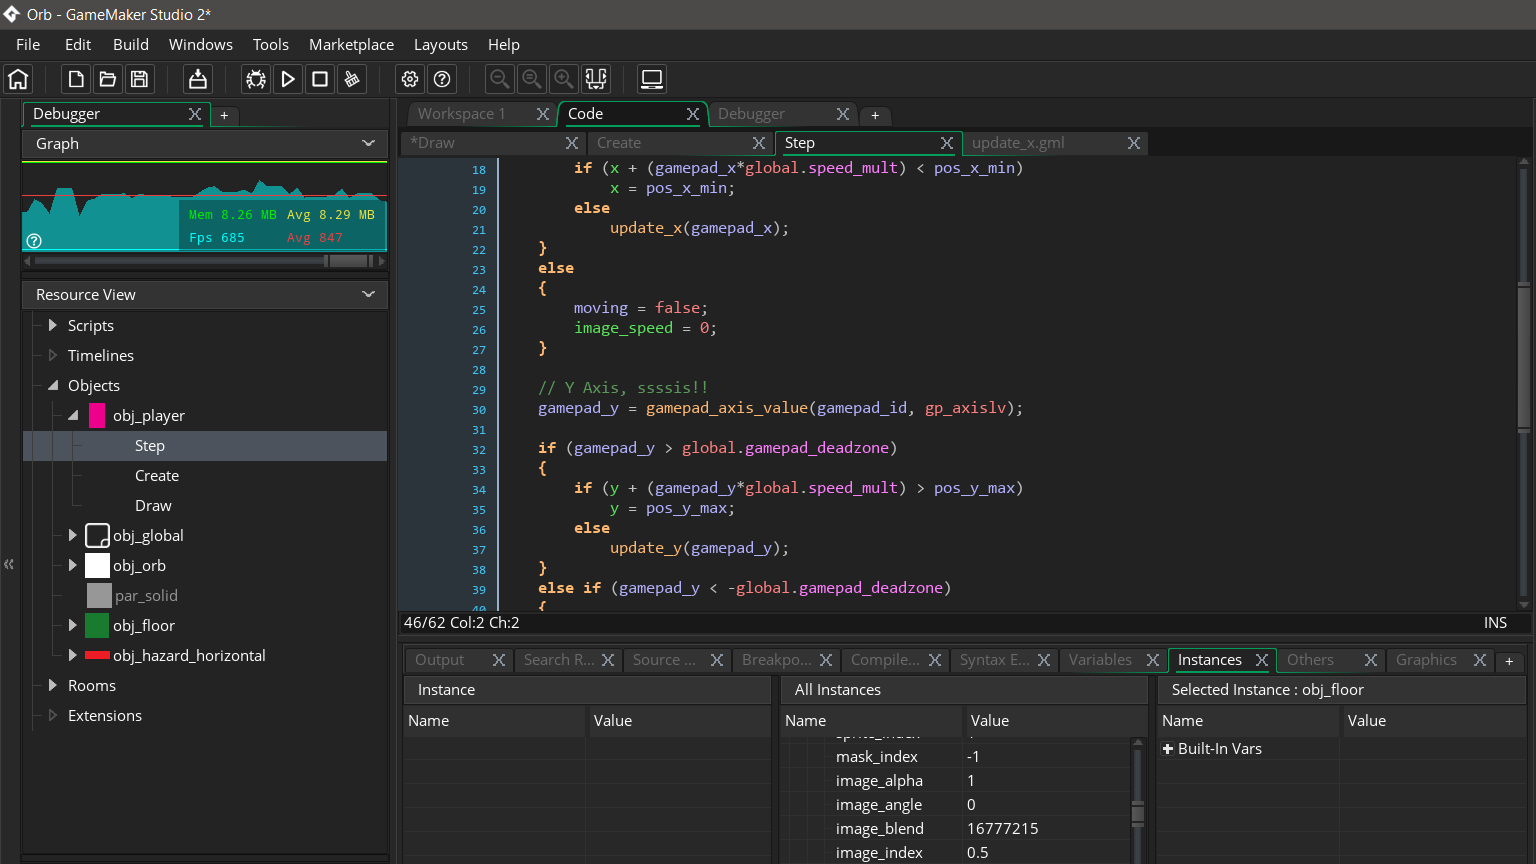 Orb - GameMaker Studio 2*
File Edit Build Windows Tools Marketplace Layouts Help
Debugger
+
Graph
Mem 8.26 MB Avg 8.29 MB
Fps 685 Avg 847
Resource View
Scripts
Timelines
Objects
obj_player
Step
Create
Draw
obj_global
obj_orb
par_solid
obj_floor
obj_hazard_horizontal
Rooms
Extensions
Workspace 1 Code Debugger +
*Draw Create Step update_x.gml
18 if (x + (gamepad_x*global.speed_mult) < pos_x_min)
19 x = pos_x_min;
20 else
21 update_x(gamepad_x);
22 }
23 else
24 {
25 moving = false;
26 image_speed = 0;
27 }
28
29 // Y Axis, ssssis!!
30 gamepad_y = gamepad_axis_value(gamepad_id, gp_axislv);
31
32 if (gamepad_y > global.gamepad_deadzone)
33 {
34 if (y + (gamepad_y*global.speed_mult) > pos_y_max)
35 y = pos_y_max;
36 else
37 update_y(gamepad_y);
38 }
39 else if (gamepad_y < -global.gamepad_deadzone)
40 {
46/62 Col:2 Ch:2 INS
Output Search R... Source ... Breakpo... Compile... Syntax E... Variables Instances Others Graphics +
Instance
Name Value
All Instances
Name Value
mask_index -1
image_alpha 1
image_angle 0
image_blend 16777215
image_index 0.5
Selected Instance : obj_floor
Name Value
Built-In Vars